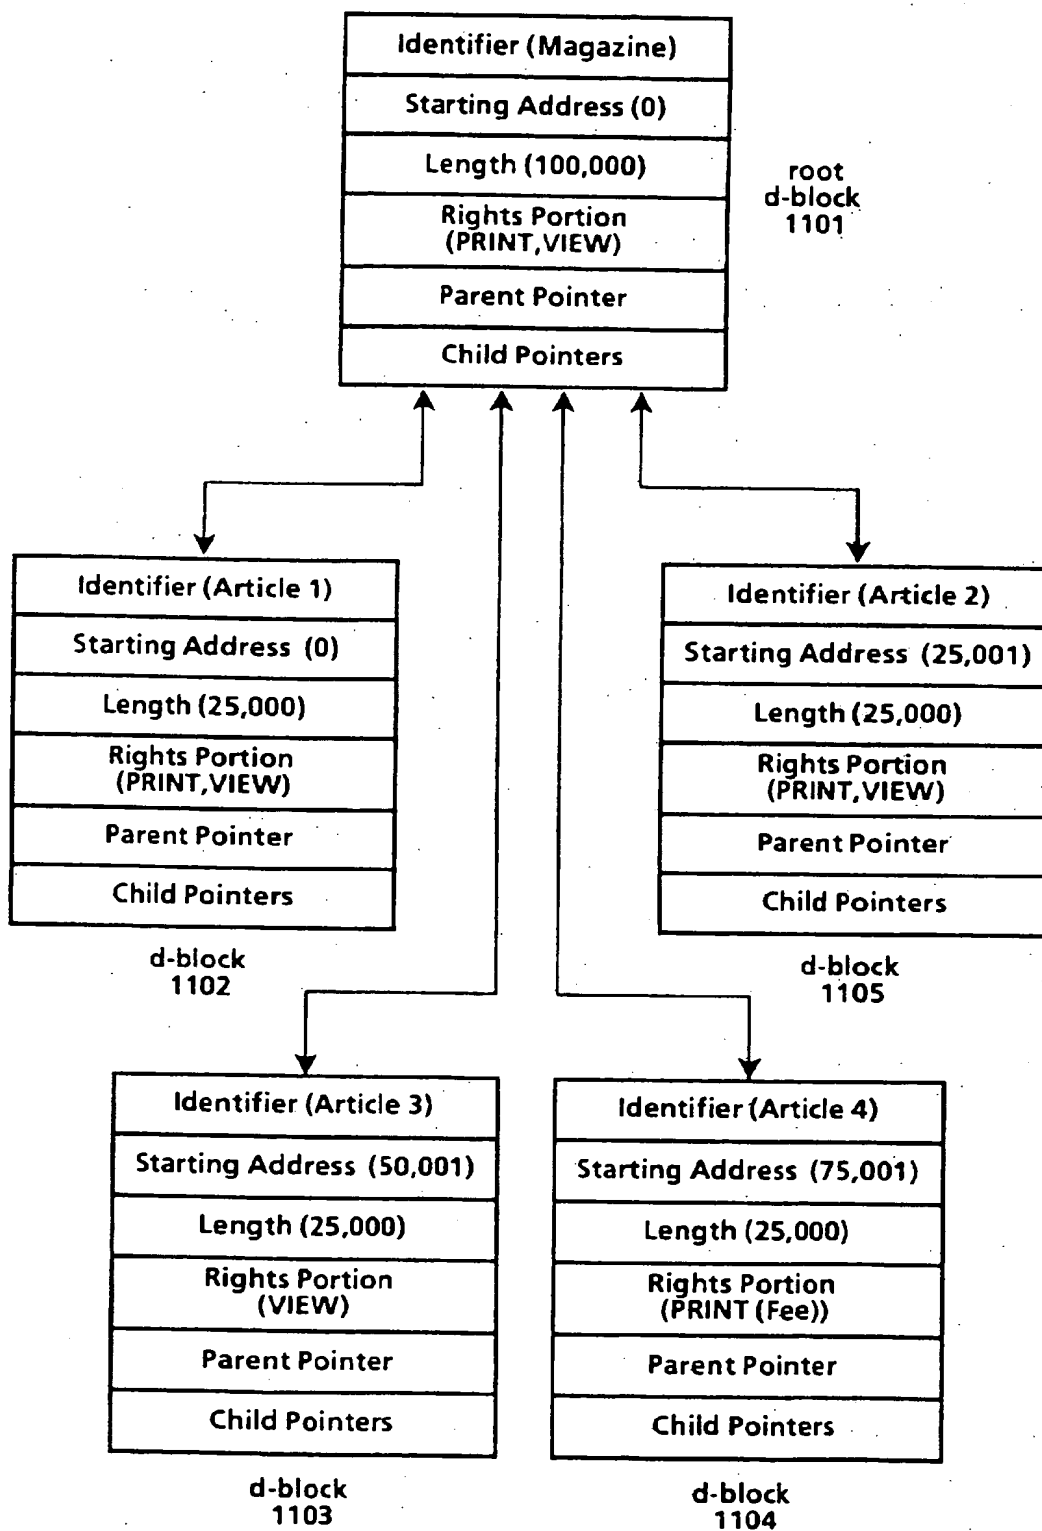 Identifier (Magazine)
Starting Address (0)
Length (100,000)
Rights Portion
(PRINT,VIEW)
Parent Pointer
Child Pointers
root
d-block
1101
Identifier (Article 1)
Starting Address (0)
Length (25,000)
Rights Portion
(PRINT,VIEW)
Parent Pointer
Child Pointers
d-block
1102
Identifier (Article 2)
Starting Address (25,001)
Length (25,000)
Rights Portion
(PRINT,VIEW)
Parent Pointer
Child Pointers
d-block
1105
Identifier (Article 3)
Starting Address (50,001)
Length (25,000)
Rights Portion
(VIEW)
Parent Pointer
Child Pointers
d-block
1103
Identifier (Article 4)
Starting Address (75,001)
Length (25,000)
Rights Portion
(PRINT (Fee))
Parent Pointer
Child Pointers
d-block
1104